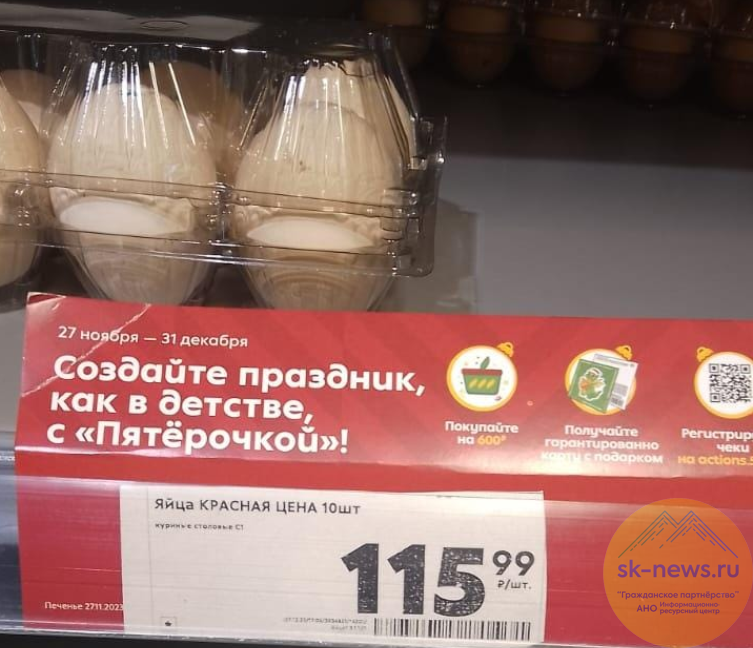 27 ноября — 31 декабря
Создайте праздник,
как в детстве,
с «Пятёрочкой»!
Покупайте
на 600₽
Получайте
гарантированно
карту с подарком
Регистрир
чеки
на actions.5
Яйца КРАСНАЯ ЦЕНА 10шт
куриные столовые С1
115 99
₽/шт.
Печенье 27.11.2023
sk-news.ru
"Гражданское партнёрство"
АНО Информационно-
ресурсный центр